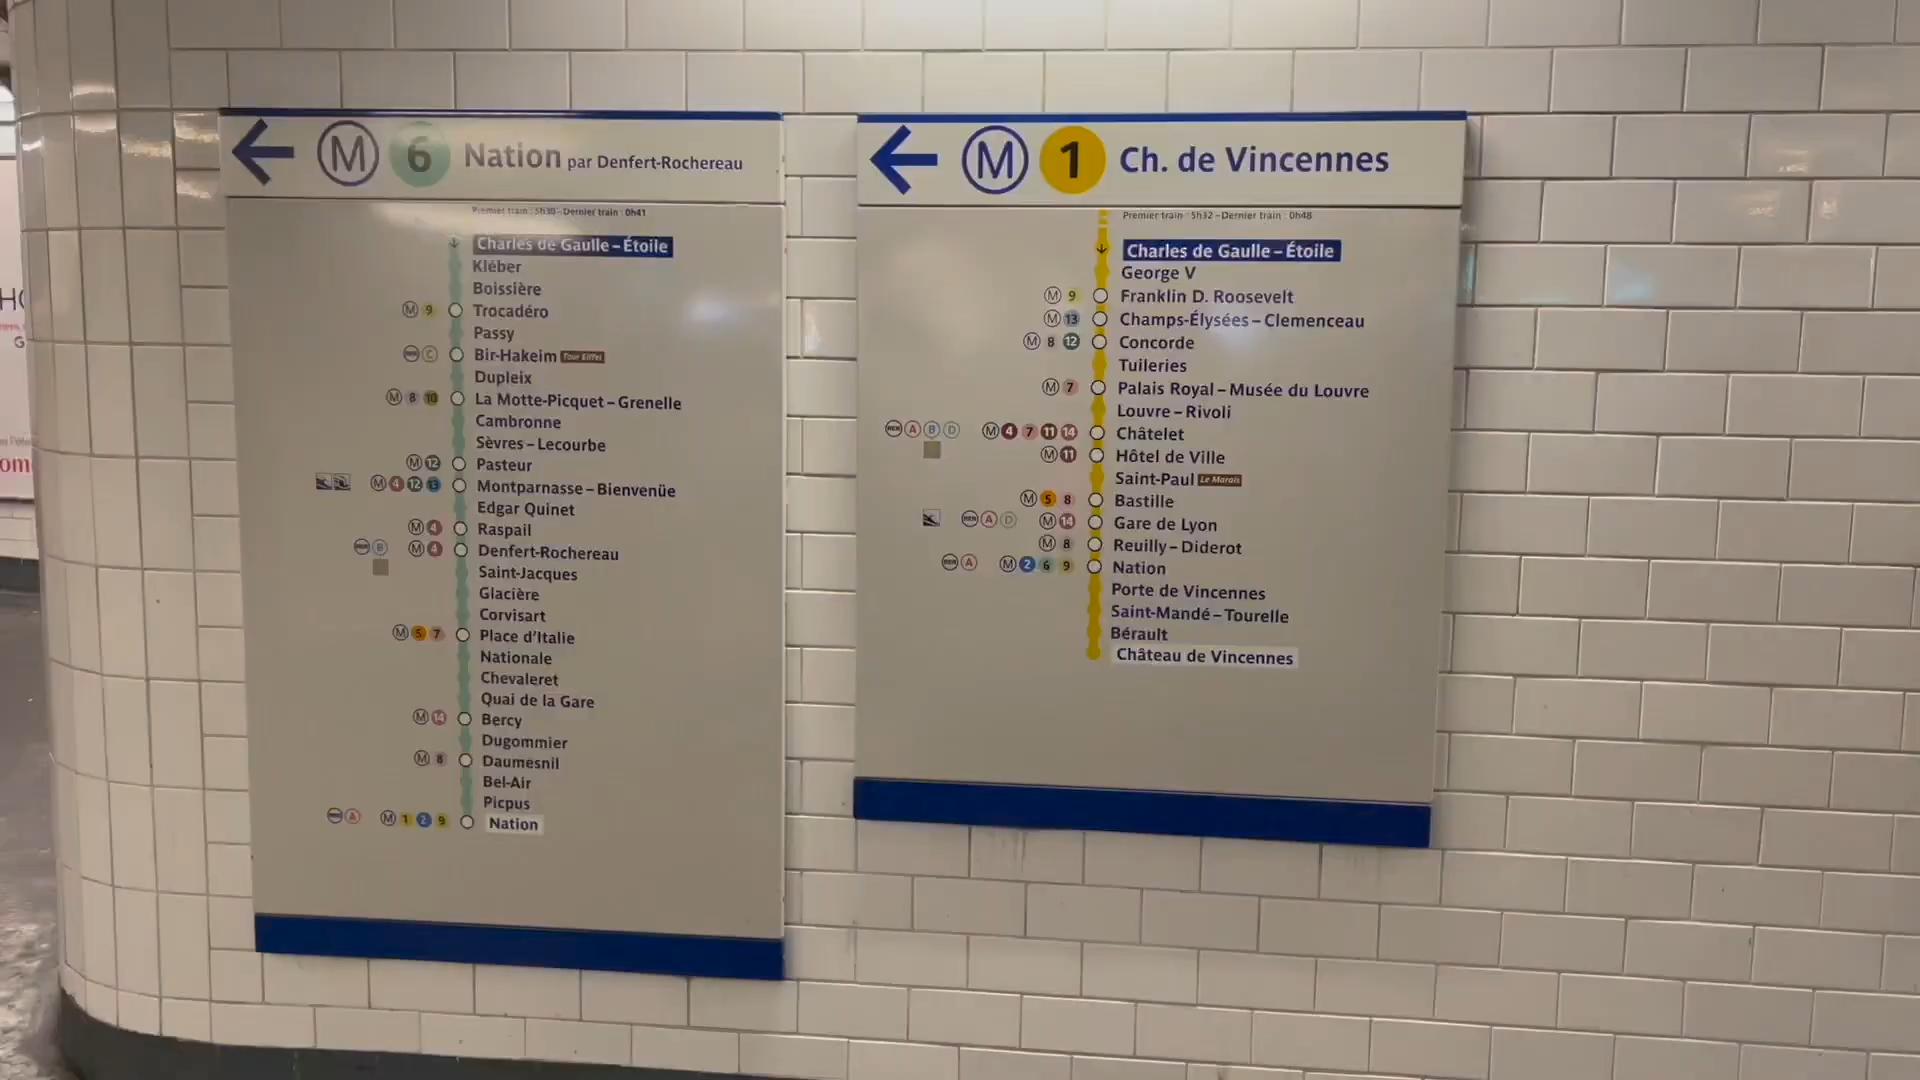 M 6 Nation par Denfert-Rochereau
Premier train : 5h30 - Dernier train : 0h41
Charles de Gaulle – Étoile
Kléber
Boissière
M 9 Trocadéro
Passy
RER C Bir-Hakeim Tour Eiffel
Dupleix
M 8 10 La Motte-Picquet – Grenelle
Cambronne
Sèvres – Lecourbe
M 12 Pasteur
M 4 12 13 Montparnasse – Bienvenüe
Edgar Quinet
M 4 Raspail
RER B M 4 Denfert-Rochereau
Saint-Jacques
Glacière
Corvisart
M 5 7 Place d'Italie
Nationale
Chevaleret
Quai de la Gare
M 14 Bercy
Dugommier
M 8 Daumesnil
Bel-Air
Picpus
RER A M 1 2 9 Nation
M 1 Ch. de Vincennes
Premier train : 5h32 - Dernier train : 0h48
Charles de Gaulle – Étoile
George V
M 9 Franklin D. Roosevelt
M 13 Champs-Élysées – Clemenceau
M 8 12 Concorde
Tuileries
M 7 Palais Royal – Musée du Louvre
Louvre – Rivoli
RER A B D M 4 7 11 14 Châtelet
M 11 Hôtel de Ville
Saint-Paul Le Marais
M 5 8 Bastille
RER A D M 14 Gare de Lyon
M 8 Reuilly – Diderot
RER A M 2 6 9 Nation
Porte de Vincennes
Saint-Mandé – Tourelle
Bérault
Château de Vincennes